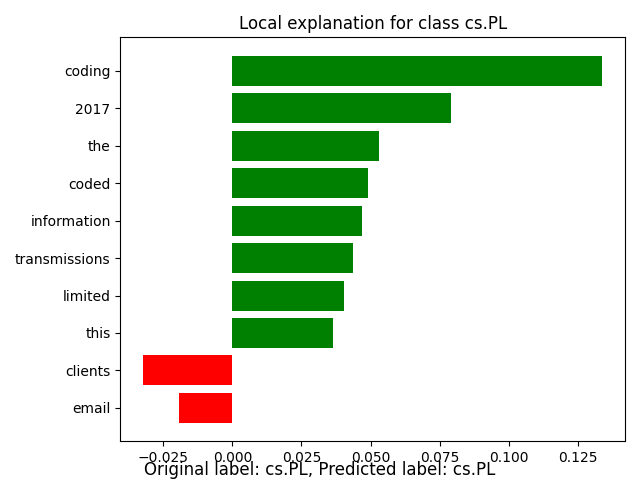 Local explanation for class cs.PL
coding
2017
the
coded
information
transmissions
limited
this
clients
email
−0.025 0.000 0.025 0.050 0.075 0.100 0.125
Original label: cs.PL, Predicted label: cs.PL